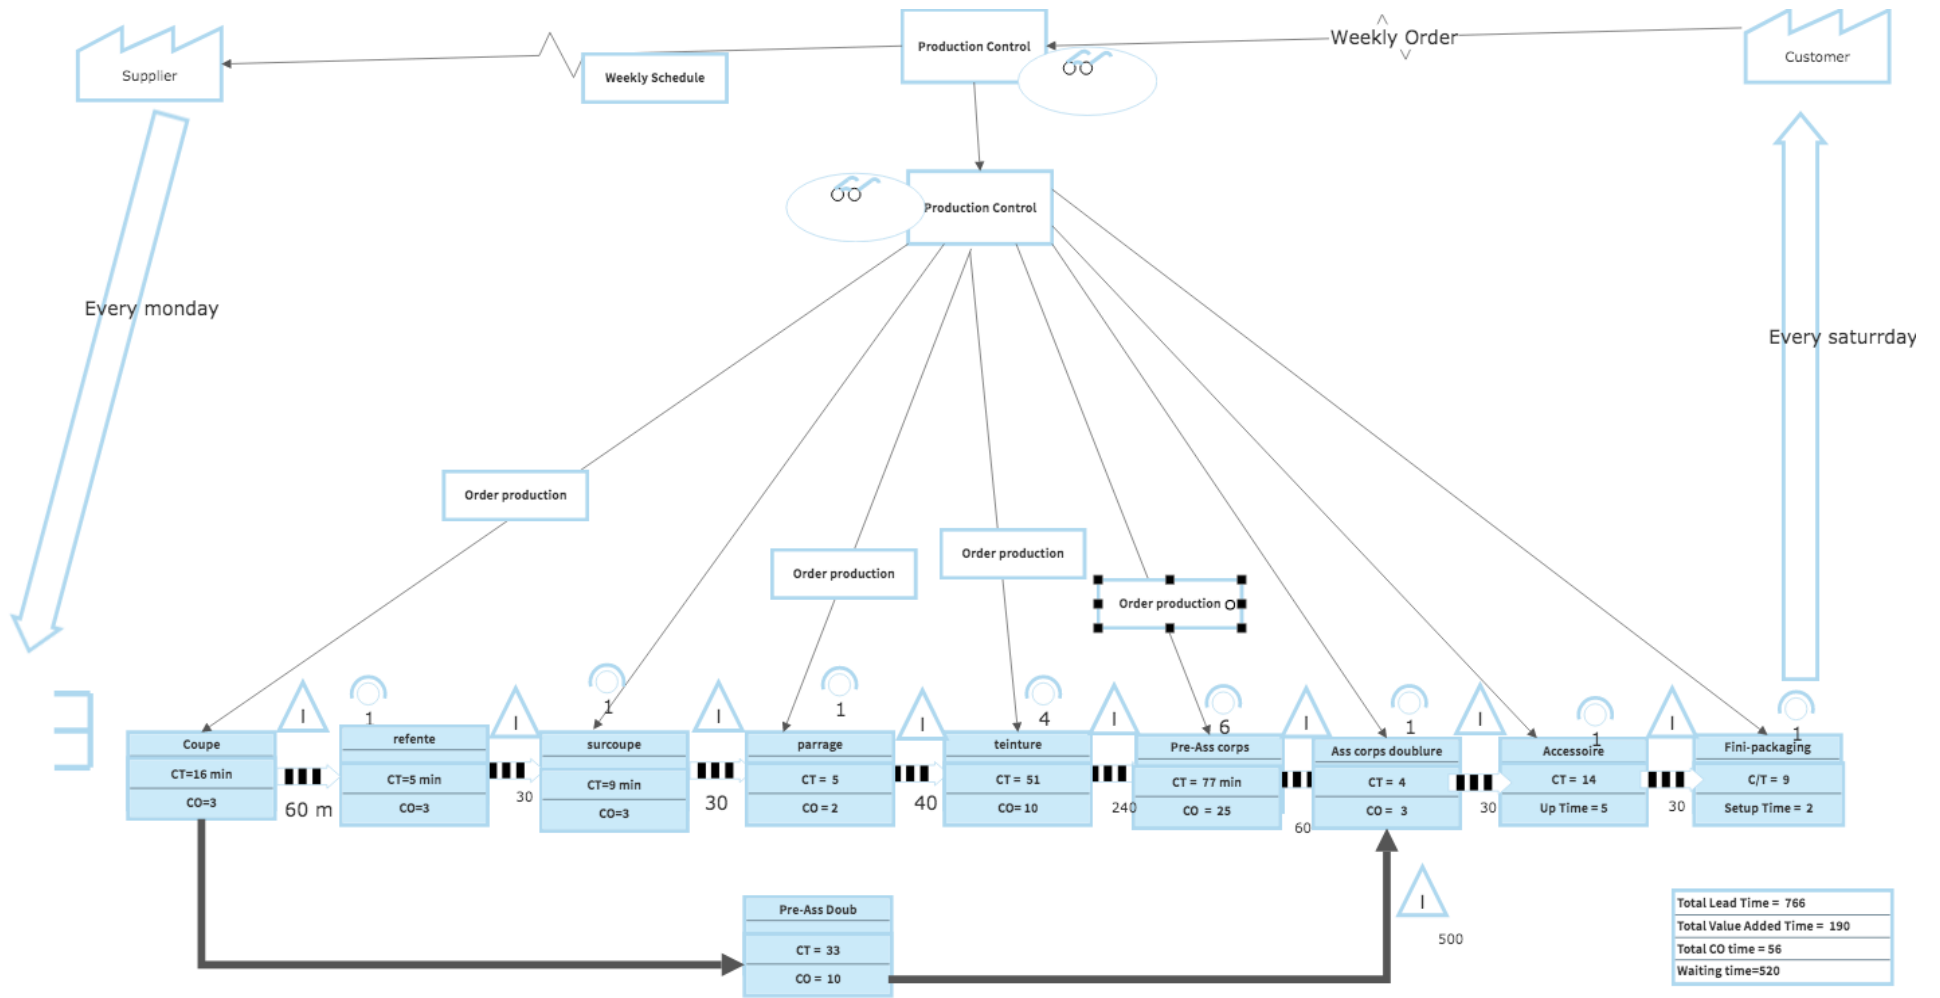 Supplier
Weekly Schedule
Production Control
Weekly Order
Customer
Production Control
Every monday
Every saturrday
Order production
Order production
Order production
Order production
I
1
I
1
I
1
I
4
I
6
I
1
I
1
I
1
Coupe
CT=16 min
CO=3
60 m
refente
CT=5 min
CO=3
30
surcoupe
CT=9 min
CO=3
30
parrage
CT = 5
CO = 2
40
teinture
CT = 51
CO= 10
240
Pre-Ass corps
CT = 77 min
CO = 25
60
Ass corps doublure
CT = 4
CO = 3
30
Accessoire
CT = 14
Up Time = 5
30
Fini-packaging
C/T = 9
Setup Time = 2
Pre-Ass Doub
CT = 33
CO = 10
I
500
Total Lead Time = 766
Total Value Added Time = 190
Total CO time = 56
Waiting time=520